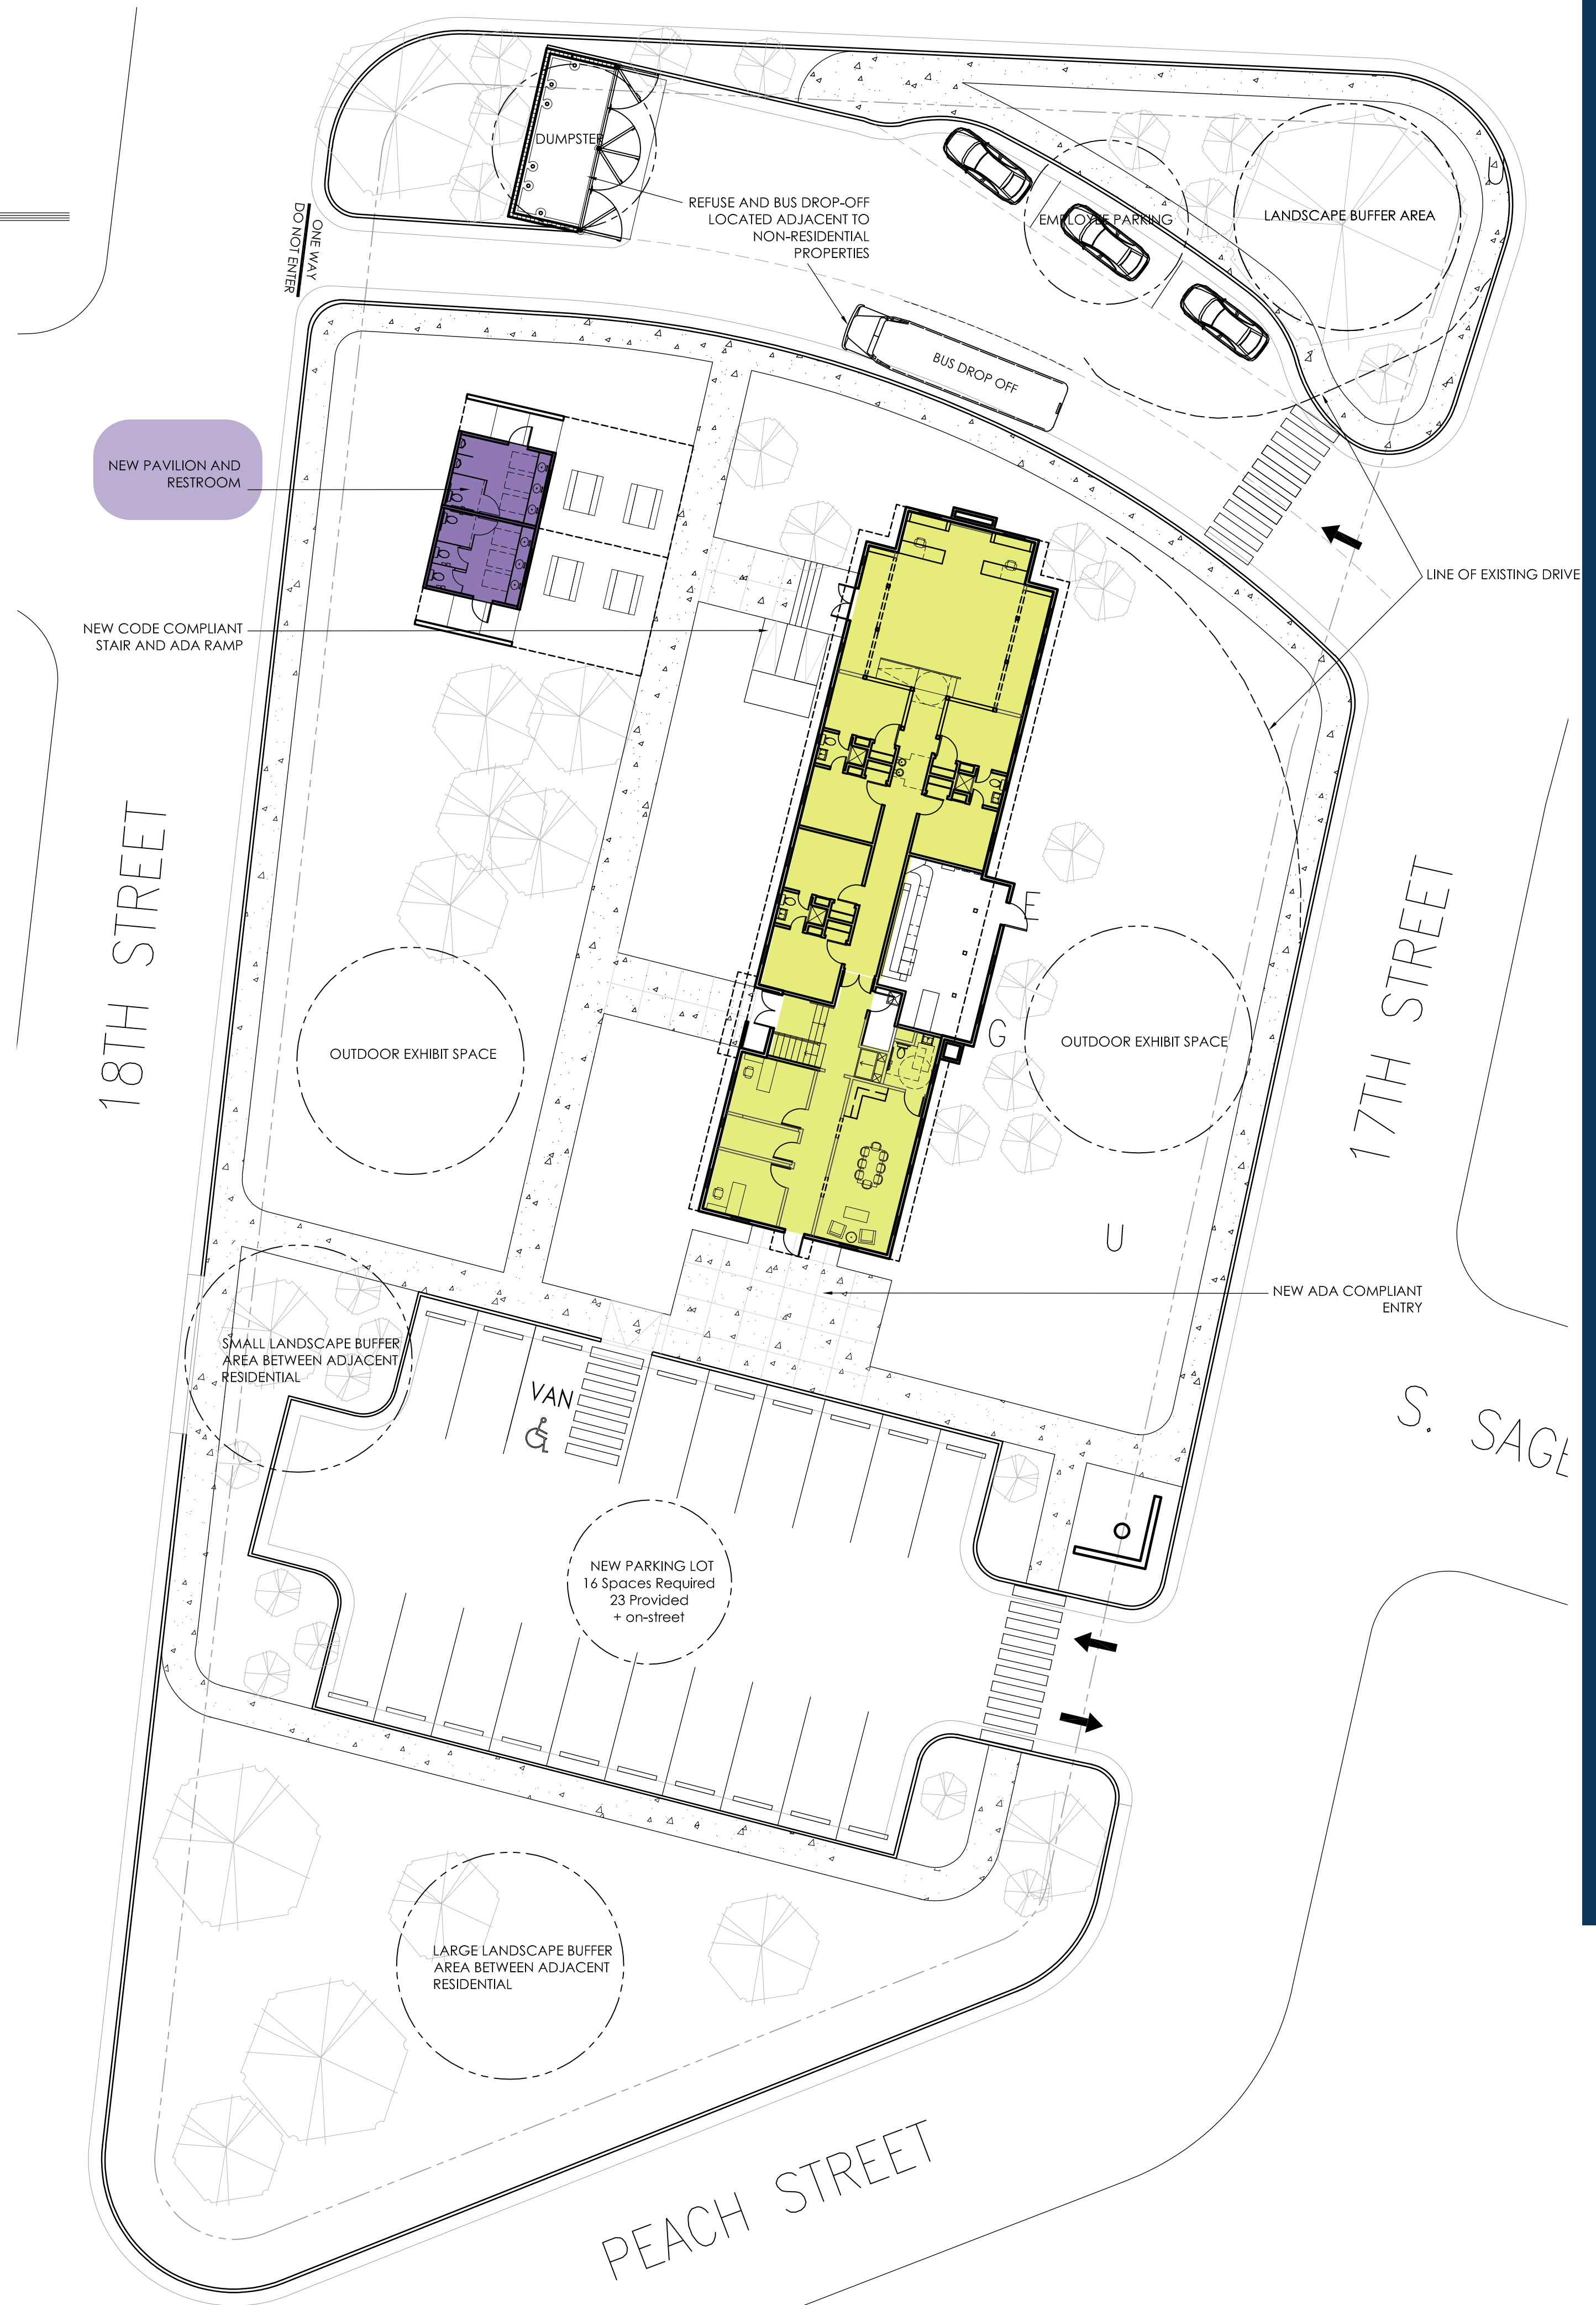 DUMPSTER
REFUSE AND BUS DROP-OFF
LOCATED ADJACENT TO
NON-RESIDENTIAL
PROPERTIES
EMPLOYEE PARKING
LANDSCAPE BUFFER AREA
ONE WAY
DO NOT ENTER
BUS DROP OFF
NEW PAVILION AND
RESTROOM
LINE OF EXISTING DRIVE
NEW CODE COMPLIANT
STAIR AND ADA RAMP
18TH STREET
17TH STREET
E
G
U
OUTDOOR EXHIBIT SPACE
OUTDOOR EXHIBIT SPACE
NEW ADA COMPLIANT
ENTRY
SMALL LANDSCAPE BUFFER
AREA BETWEEN ADJACENT
RESIDENTIAL
VAN
S. SAGE
NEW PARKING LOT
16 Spaces Required
23 Provided
+ on-street
LARGE LANDSCAPE BUFFER
AREA BETWEEN ADJACENT
RESIDENTIAL
PEACH STREET